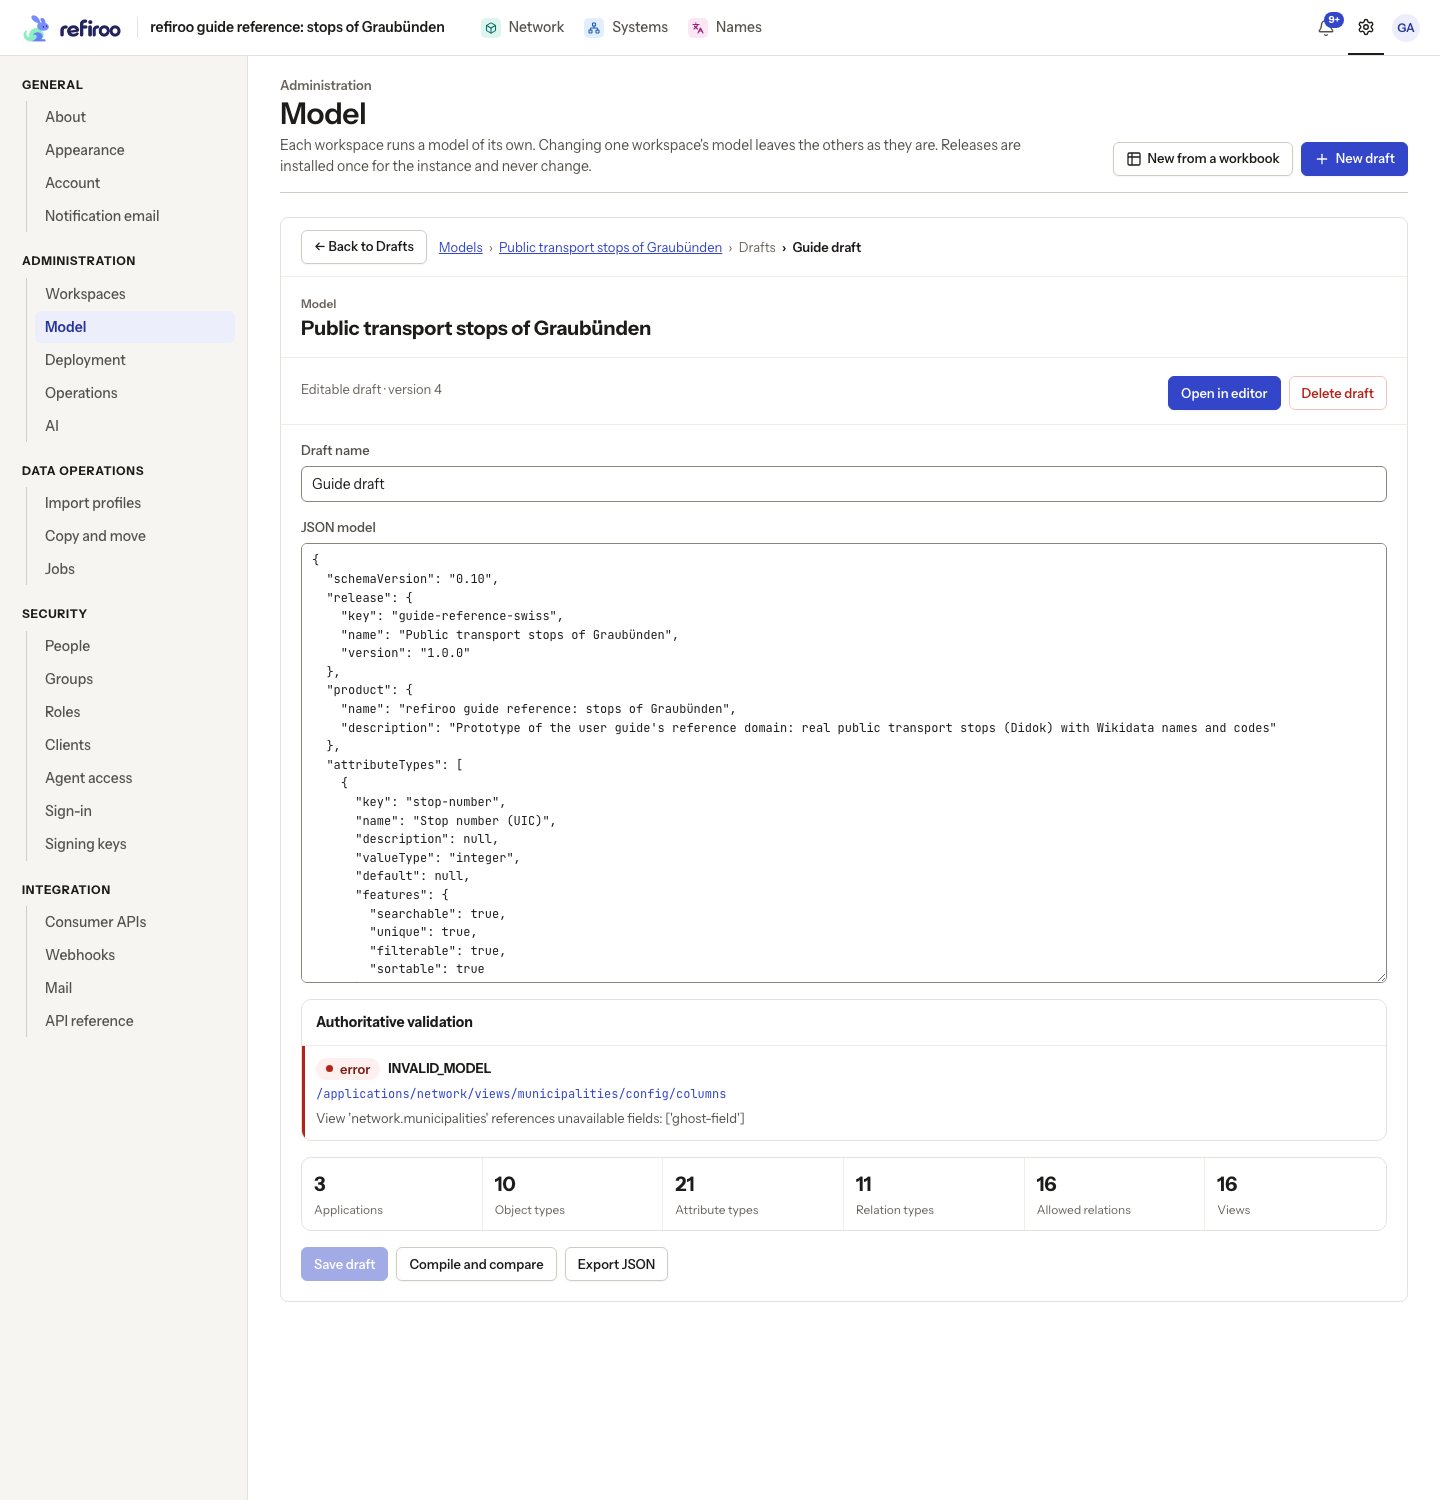 refiroo
refiroo guide reference: stops of Graubünden
Network
Systems
Names
9+
GA
GENERAL
About
Appearance
Account
Notification email
ADMINISTRATION
Workspaces
Model
Deployment
Operations
AI
DATA OPERATIONS
Import profiles
Copy and move
Jobs
SECURITY
People
Groups
Roles
Clients
Agent access
Sign-in
Signing keys
INTEGRATION
Consumer APIs
Webhooks
Mail
API reference
Administration
Model
Each workspace runs a model of its own. Changing one workspace's model leaves the others as they are. Releases are
installed once for the instance and never change.
New from a workbook
+ New draft
← Back to Drafts
Models › Public transport stops of Graubünden › Drafts › Guide draft
Model
Public transport stops of Graubünden
Editable draft · version 4
Open in editor
Delete draft
Draft name
Guide draft
JSON model
{
"schemaVersion": "0.10",
"release": {
"key": "guide-reference-swiss",
"name": "Public transport stops of Graubünden",
"version": "1.0.0"
},
"product": {
"name": "refiroo guide reference: stops of Graubünden",
"description": "Prototype of the user guide's reference domain: real public transport stops (Didok) with Wikidata names and codes"
},
"attributeTypes": [
{
"key": "stop-number",
"name": "Stop number (UIC)",
"description": null,
"valueType": "integer",
"default": null,
"features": {
"searchable": true,
"unique": true,
"filterable": true,
"sortable": true
Authoritative validation
error INVALID_MODEL
/applications/network/views/municipalities/config/columns
View 'network.municipalities' references unavailable fields: ['ghost-field']
3
Applications
10
Object types
21
Attribute types
11
Relation types
16
Allowed relations
16
Views
Save draft
Compile and compare
Export JSON